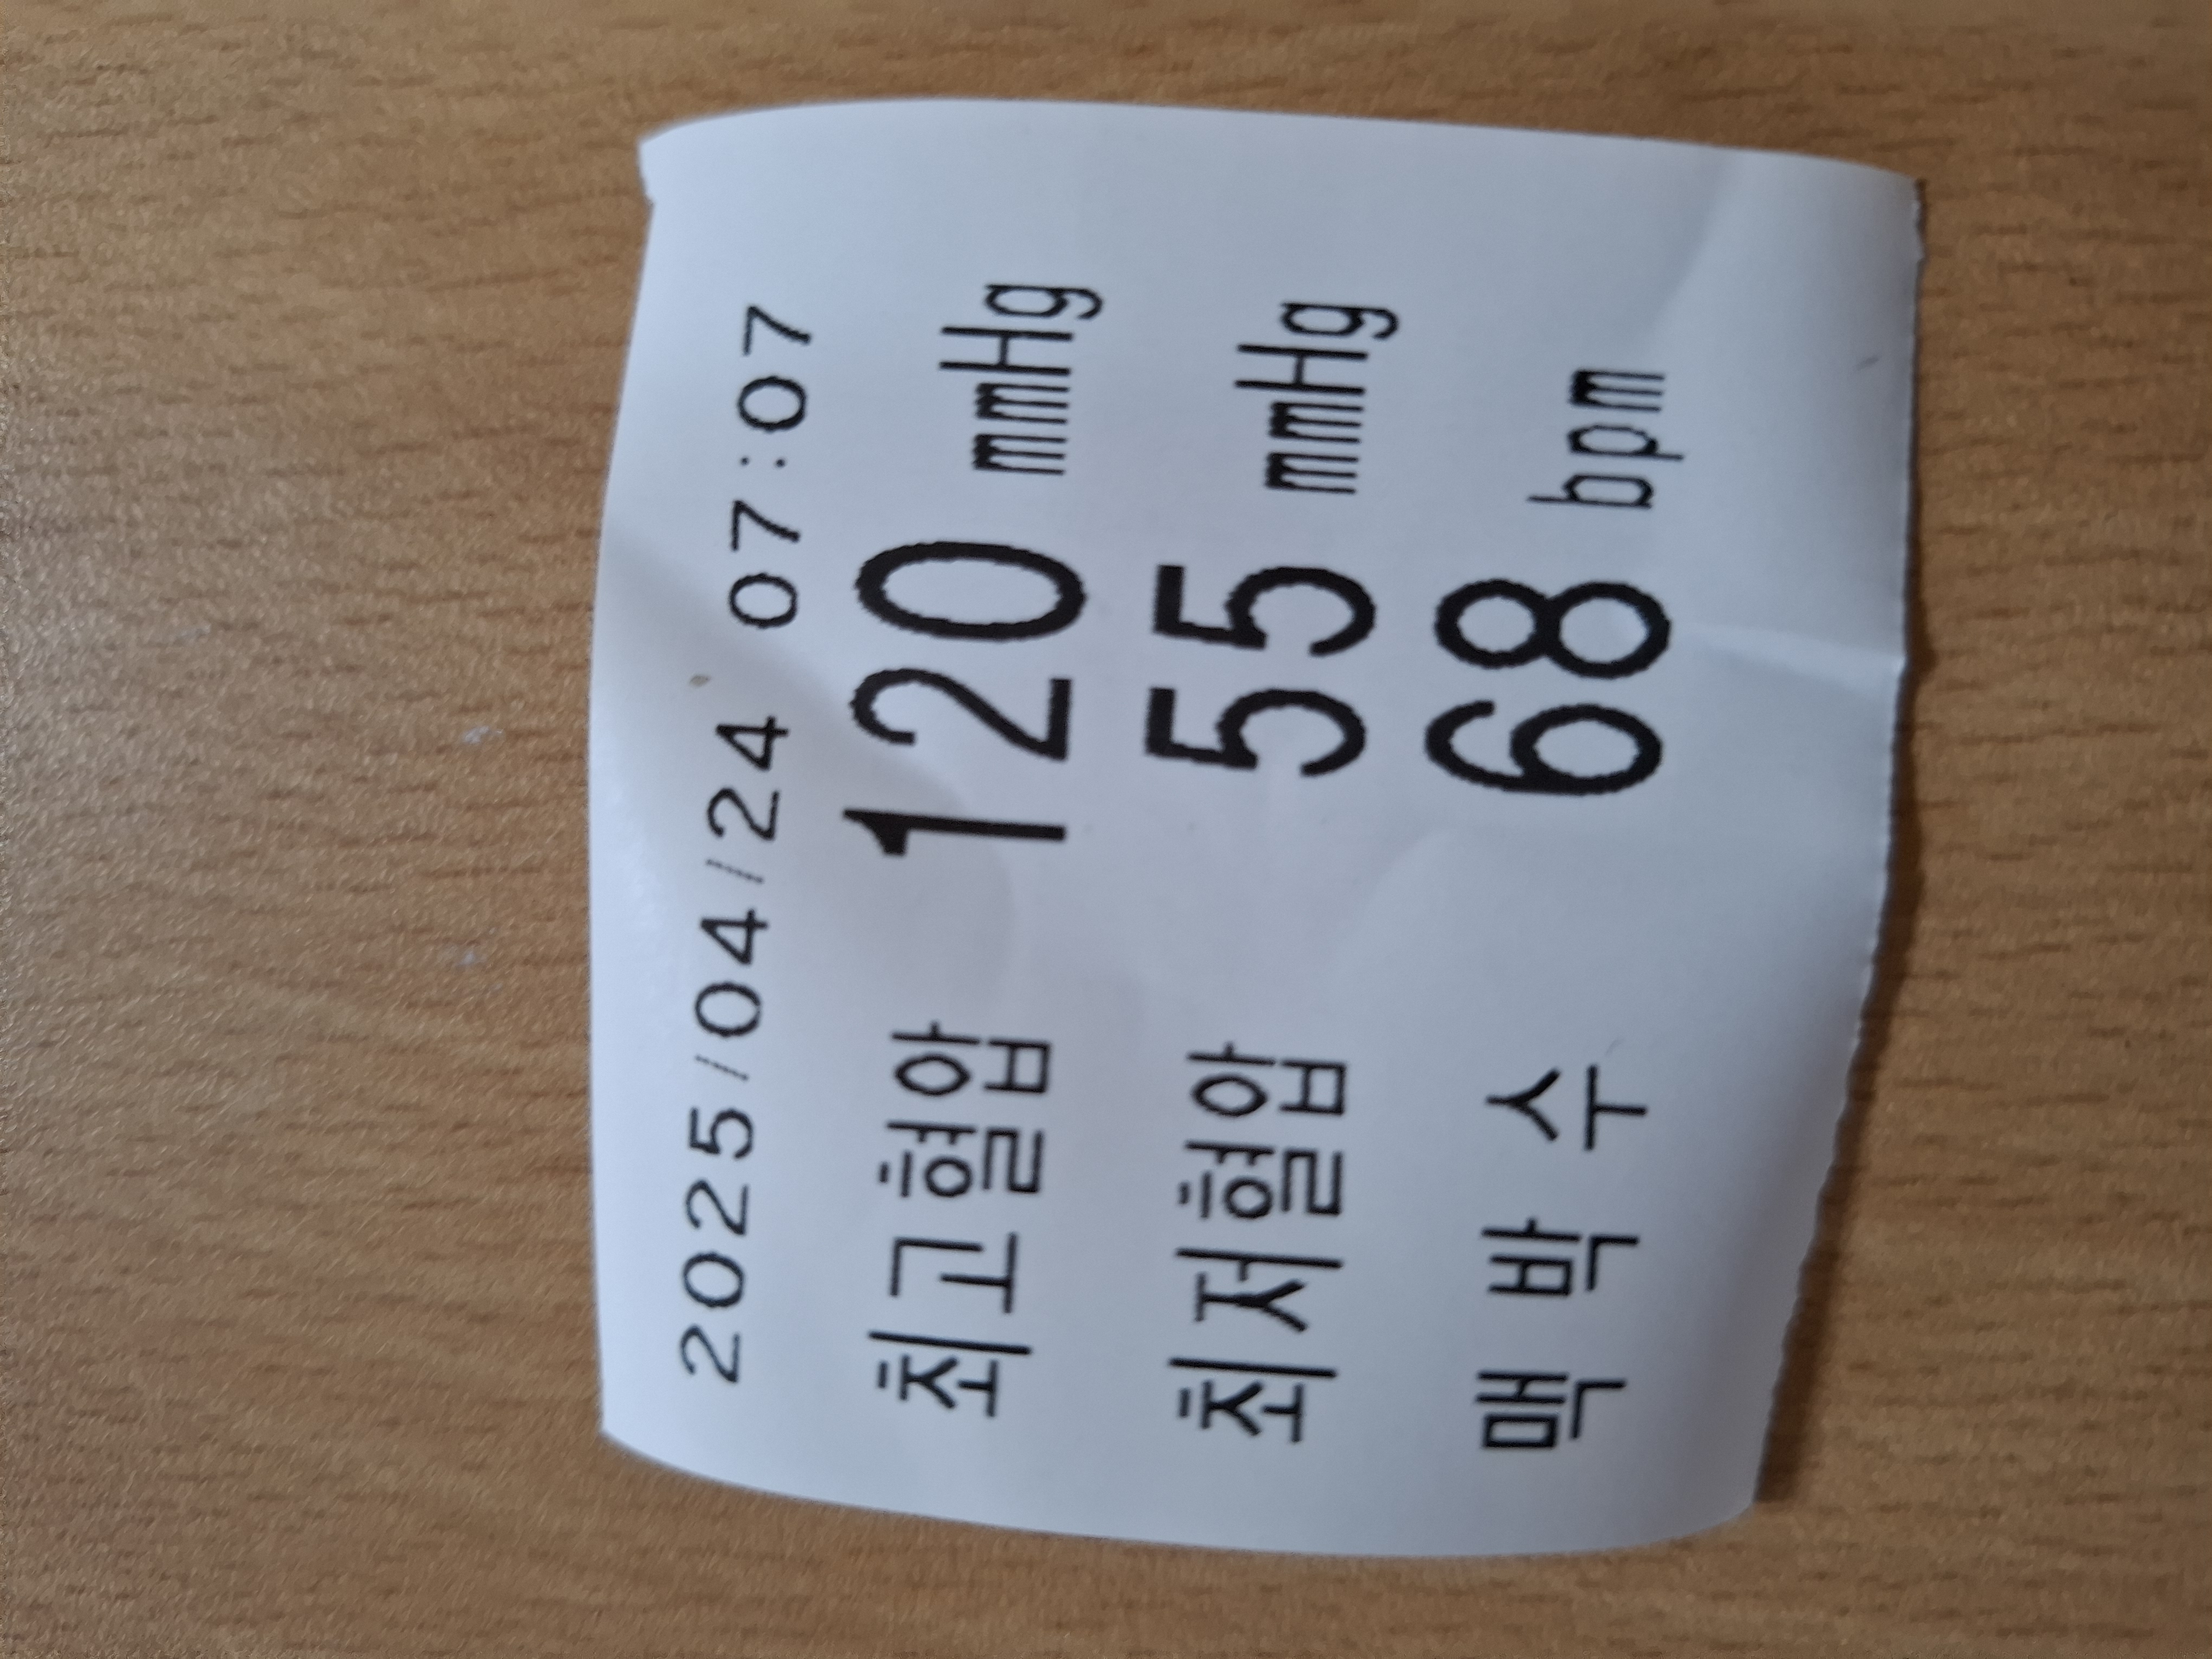 2025/04/24 07:07
최고혈압 120 mmHg
최저혈압 55 mmHg
맥 박 수 68 bpm